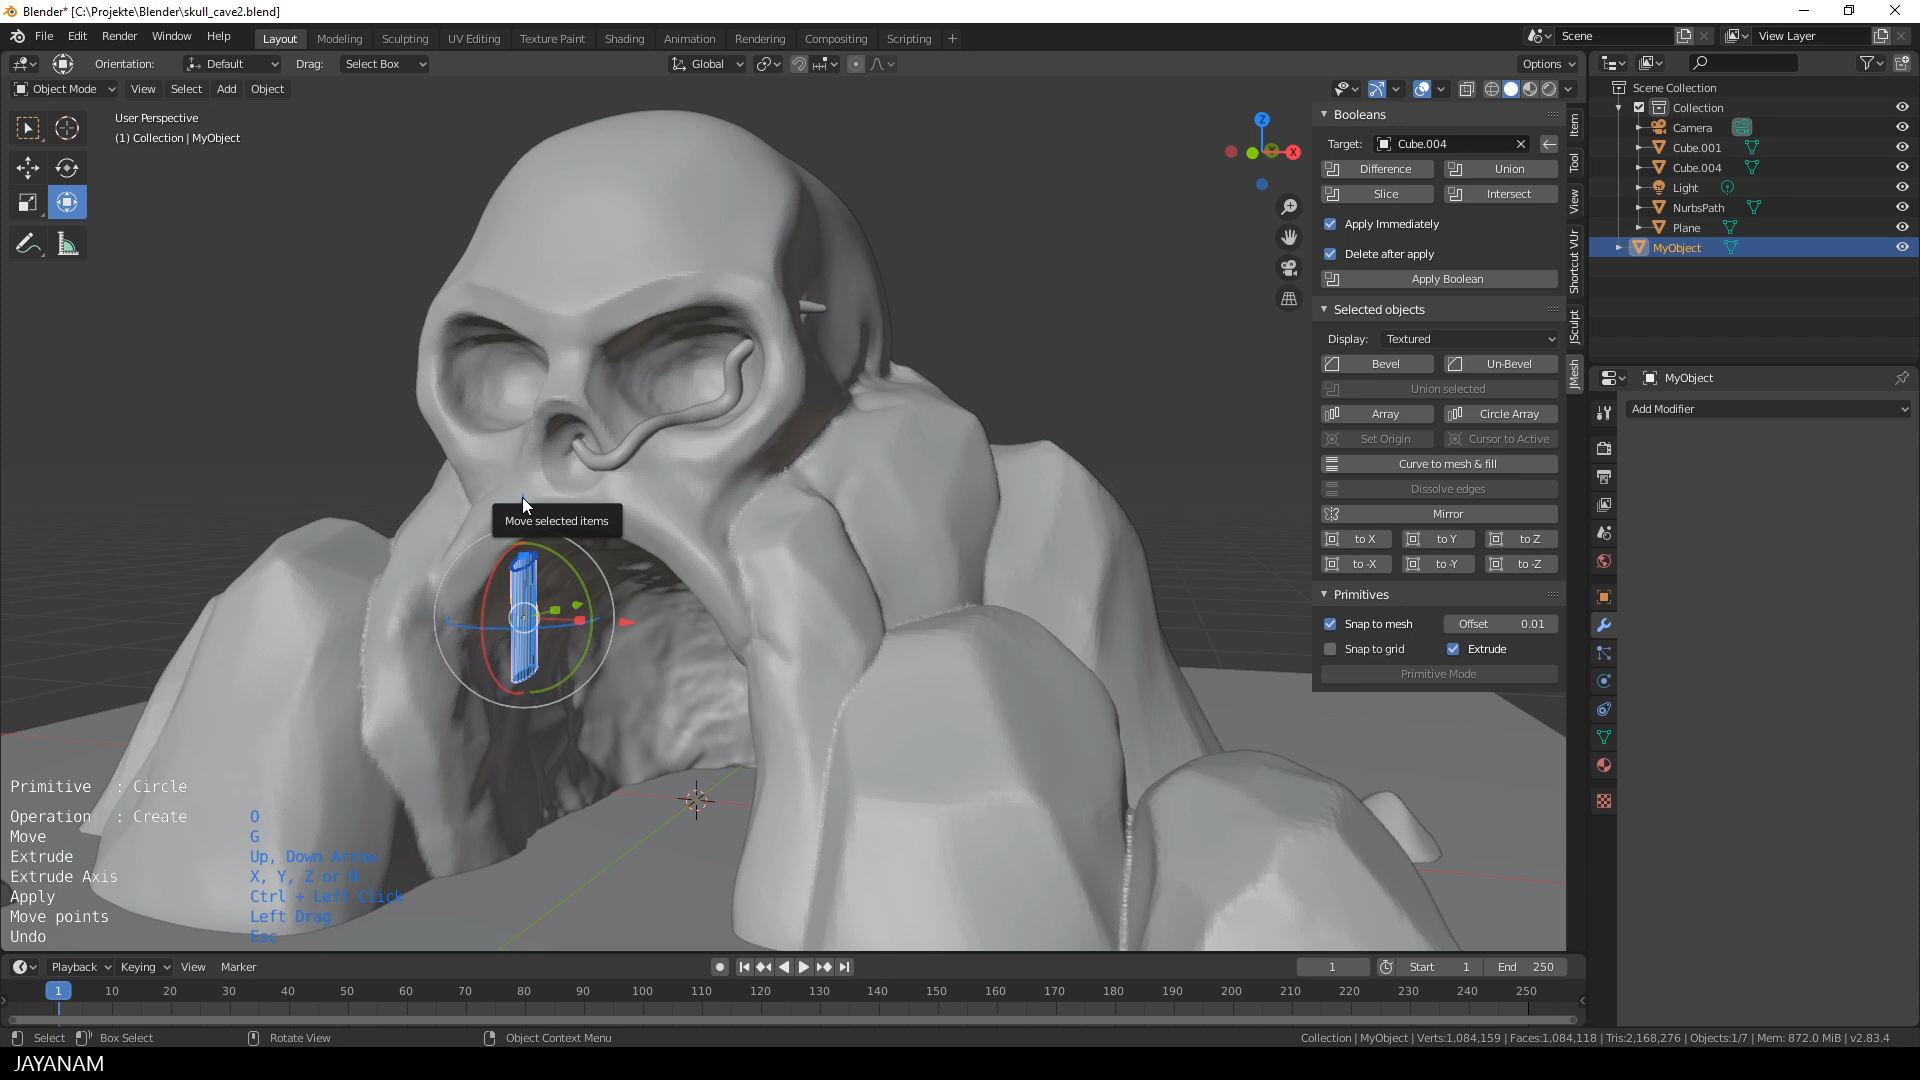 Blender* [C:\Projekte\Blender\skull_cave2.blend]
File Edit Render Window Help Layout Modeling Sculpting UV Editing Texture Paint Shading Animation Rendering Compositing Scripting + Scene View Layer
Orientation: Default Drag: Select Box Global Options
Object Mode View Select Add Object
User Perspective
(1) Collection | MyObject
Z
Y
X
Move selected items
Booleans
Target: Cube.004
Difference Union
Slice Intersect
Apply Immediately
Delete after apply
Apply Boolean
Selected objects
Display: Textured
Bevel Un-Bevel
Union selected
Array Circle Array
Set Origin Cursor to Active
Curve to mesh & fill
Dissolve edges
Mirror
to X to Y to Z
to -X to -Y to -Z
Primitives
Snap to mesh Offset 0.01
Snap to grid Extrude
Primitive Mode
Item
Tool
View
Shortcut VUr
JSculpt
JMesh
Scene Collection
Collection
Camera
Cube.001
Cube.004
Light
NurbsPath
Plane
MyObject
MyObject
Add Modifier
Primitive : Circle
Operation : Create O
Move G
Extrude Up, Down Arrow
Extrude Axis X, Y, Z or N
Apply Ctrl + Left Click
Move points Left Drag
Undo Esc
Playback Keying View Marker 1 Start 1 End 250
1 10 20 30 40 50 60 70 80 90 100 110 120 130 140 150 160 170 180 190 200 210 220 230 240 250
Select Box Select Rotate View Object Context Menu Collection | MyObject | Verts:1,084,159 | Faces:1,084,118 | Tris:2,168,276 | Objects:1/7 | Mem: 872.0 MiB | v2.83.4
JAYANAM